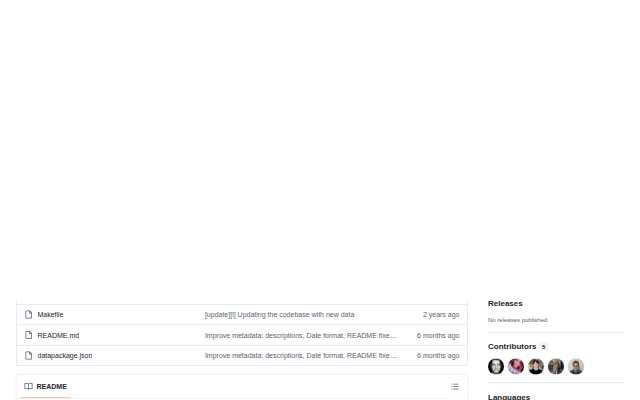 Makefile [update][l] Updating the codebase with new data 2 years ago
README.md Improve metadata: descriptions, Date format, README fixe… 6 months ago
datapackage.json Improve metadata: descriptions, Date format, README fixe… 6 months ago
README
Releases
No releases published
Contributors 5
Languages